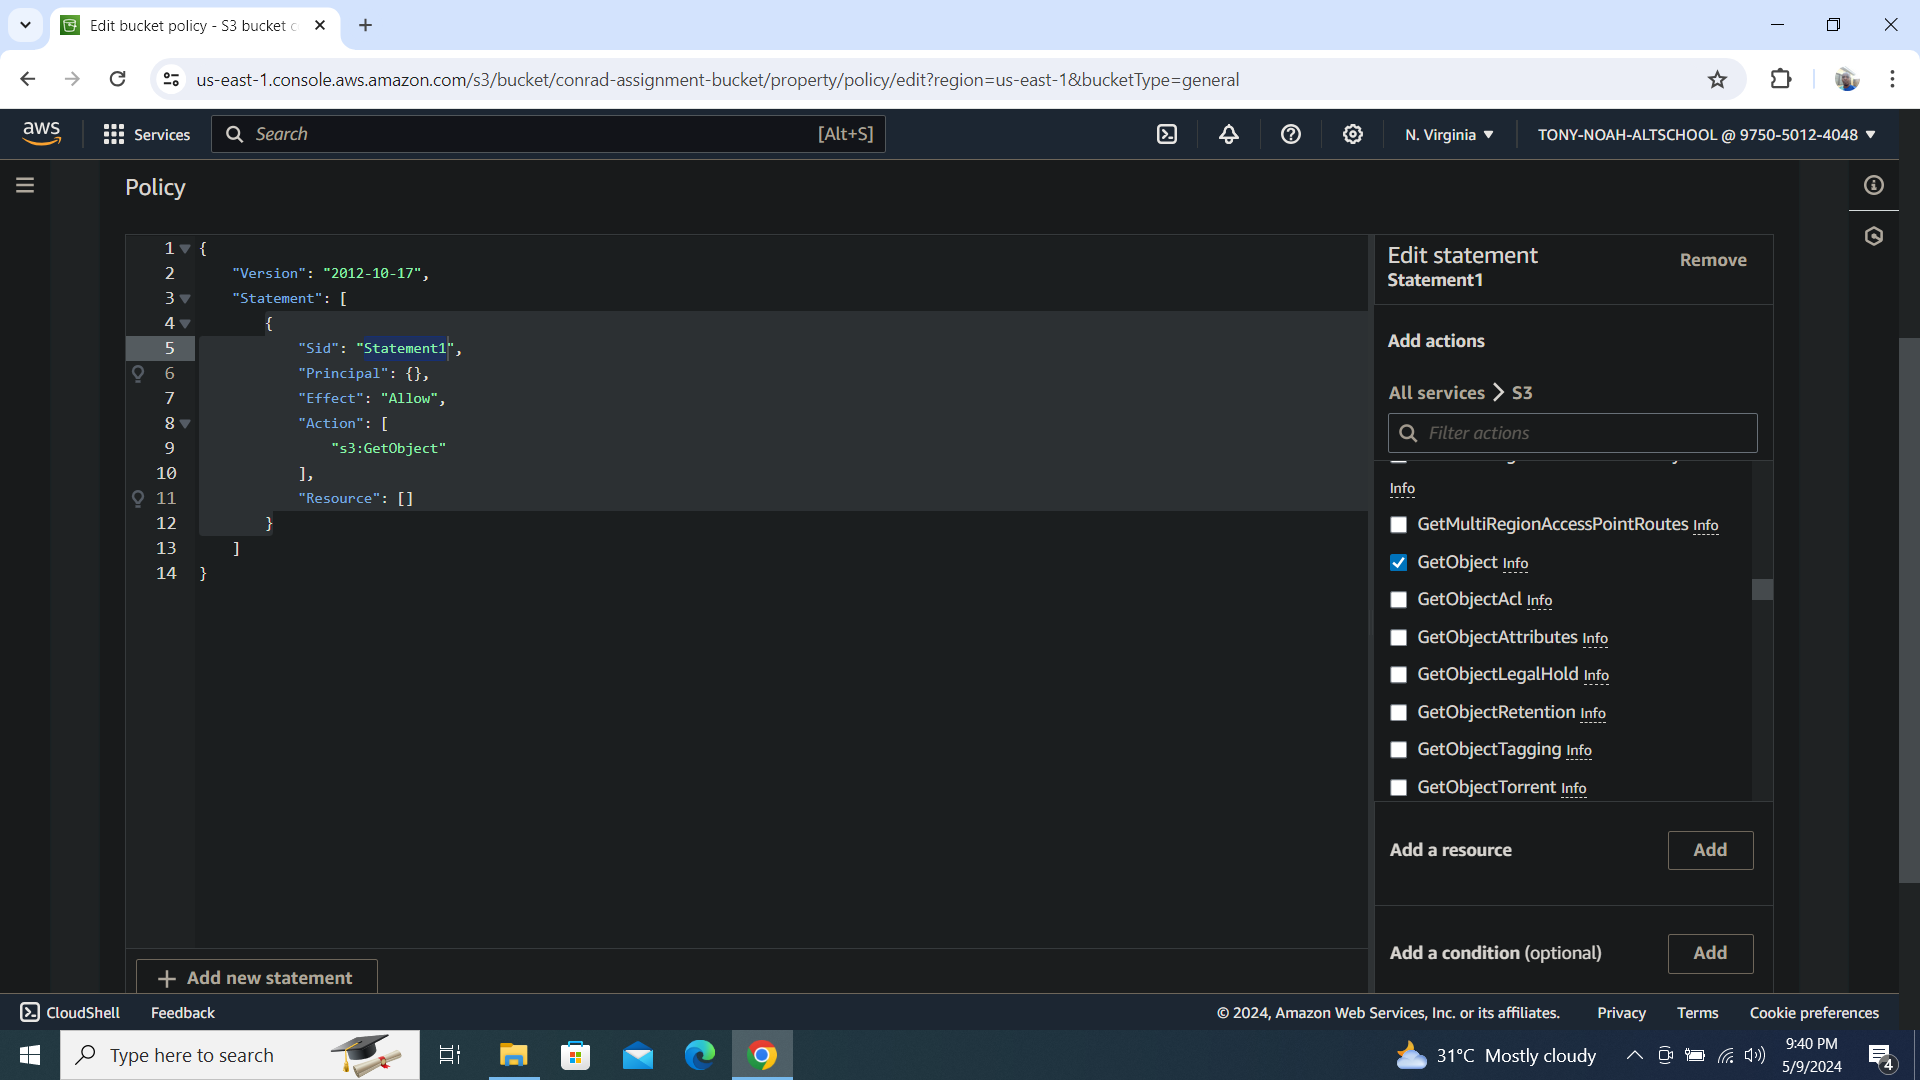 Edit bucket policy - S3 bucket c
us-east-1.console.aws.amazon.com/s3/bucket/conrad-assignment-bucket/property/policy/edit?region=us-east-1&bucketType=general
aws Services Search [Alt+S] N. Virginia ▼ TONY-NOAH-ALTSCHOOL @ 9750-5012-4048 ▼
Policy
1 {
2 "Version": "2012-10-17",
3 "Statement": [
4 {
5 "Sid": "Statement1",
6 "Principal": {},
7 "Effect": "Allow",
8 "Action": [
9 "s3:GetObject"
10 ],
11 "Resource": []
12 }
13 ]
14 }
+ Add new statement
Edit statement
Remove
Statement1
Add actions
All services > S3
Filter actions
Info
GetMultiRegionAccessPointRoutes Info
GetObject Info
GetObjectAcl Info
GetObjectAttributes Info
GetObjectLegalHold Info
GetObjectRetention Info
GetObjectTagging Info
GetObjectTorrent Info
Add a resource Add
Add a condition (optional) Add
CloudShell Feedback © 2024, Amazon Web Services, Inc. or its affiliates. Privacy Terms Cookie preferences
Type here to search
31°C Mostly cloudy
9:40 PM
5/9/2024
4